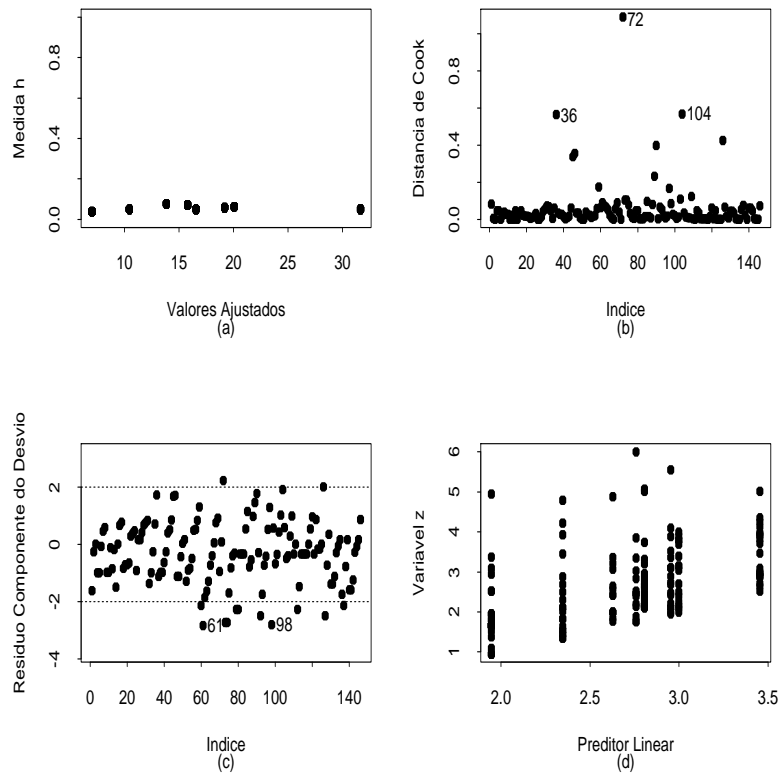 Medida h
0.0 0.4 0.8
10 15 20 25 30
Valores Ajustados
(a)
Distancia de Cook
0.0 0.4 0.8
72
36
104
0 20 40 60 80 100 140
Indice
(b)
Residuo Componente do Desvio
-4 -2 0 2
61
98
0 20 40 60 80 100 140
Indice
(c)
Variavel z
1 2 3 4 5 6
2.0 2.5 3.0 3.5
Preditor Linear
(d)